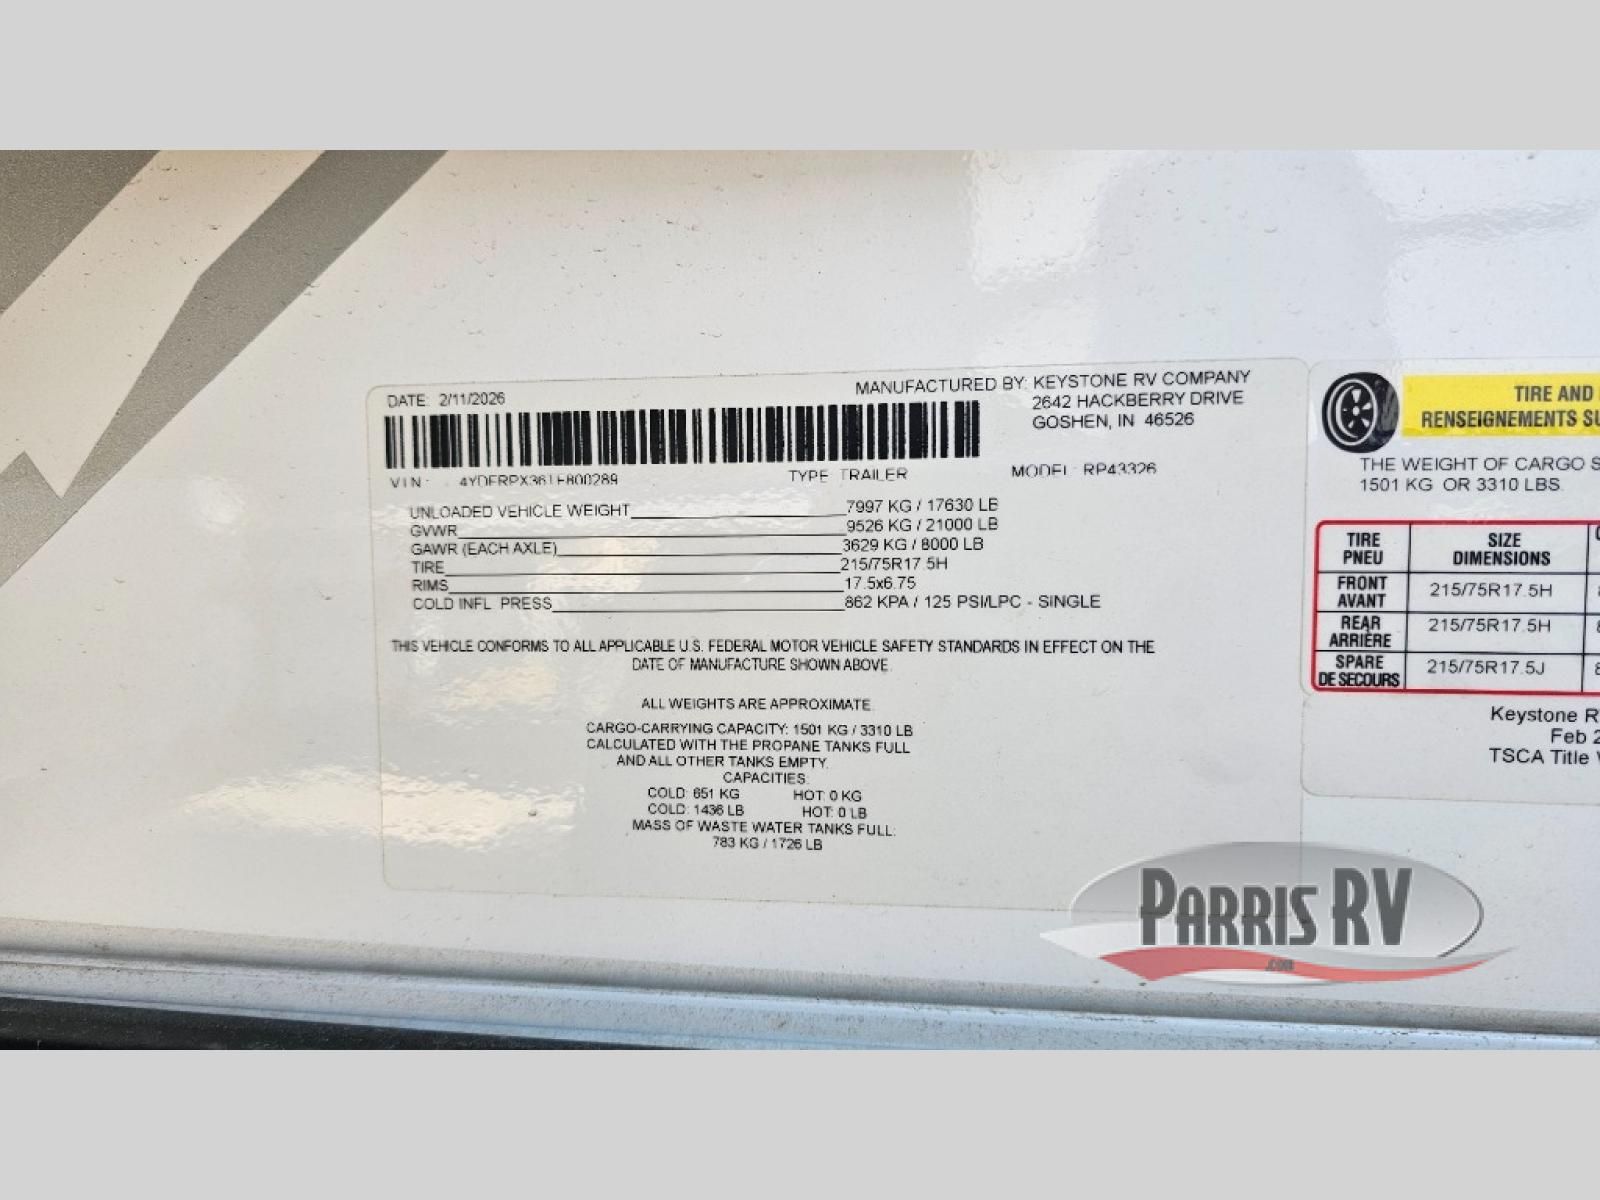 DATE: 2/11/2026
MANUFACTURED BY: KEYSTONE RV COMPANY
2642 HACKBERRY DRIVE
GOSHEN, IN 46526
VIN:
TYPE TRAILER
MODEL: RP43326
UNLOADED VEHICLE WEIGHT 7997 KG / 17630 LB
GVWR 9526 KG / 21000 LB
GAWR (EACH AXLE) 3629 KG / 8000 LB
TIRE 215/75R17.5H
RIMS 17.5x6.75
COLD INFL PRESS 862 KPA / 125 PSI/LPC - SINGLE
THIS VEHICLE CONFORMS TO ALL APPLICABLE U.S. FEDERAL MOTOR VEHICLE SAFETY STANDARDS IN EFFECT ON THE
DATE OF MANUFACTURE SHOWN ABOVE.
ALL WEIGHTS ARE APPROXIMATE.
CARGO-CARRYING CAPACITY: 1501 KG / 3310 LB
CALCULATED WITH THE PROPANE TANKS FULL
AND ALL OTHER TANKS EMPTY.
CAPACITIES:
COLD: 651 KG HOT: 0 KG
COLD: 1436 LB HOT: 0 LB
MASS OF WASTE WATER TANKS FULL:
783 KG / 1726 LB
TIRE AND
RENSEIGNEMENTS
THE WEIGHT OF CARGO
1501 KG OR 3310 LBS.
TIRE SIZE
PNEU DIMENSIONS
FRONT
AVANT 215/75R17.5H
REAR
ARRIÈRE 215/75R17.5H
SPARE
DE SECOURS 215/75R17.5J
Keystone
Feb
TSCA Title
PARRIS RV
.com